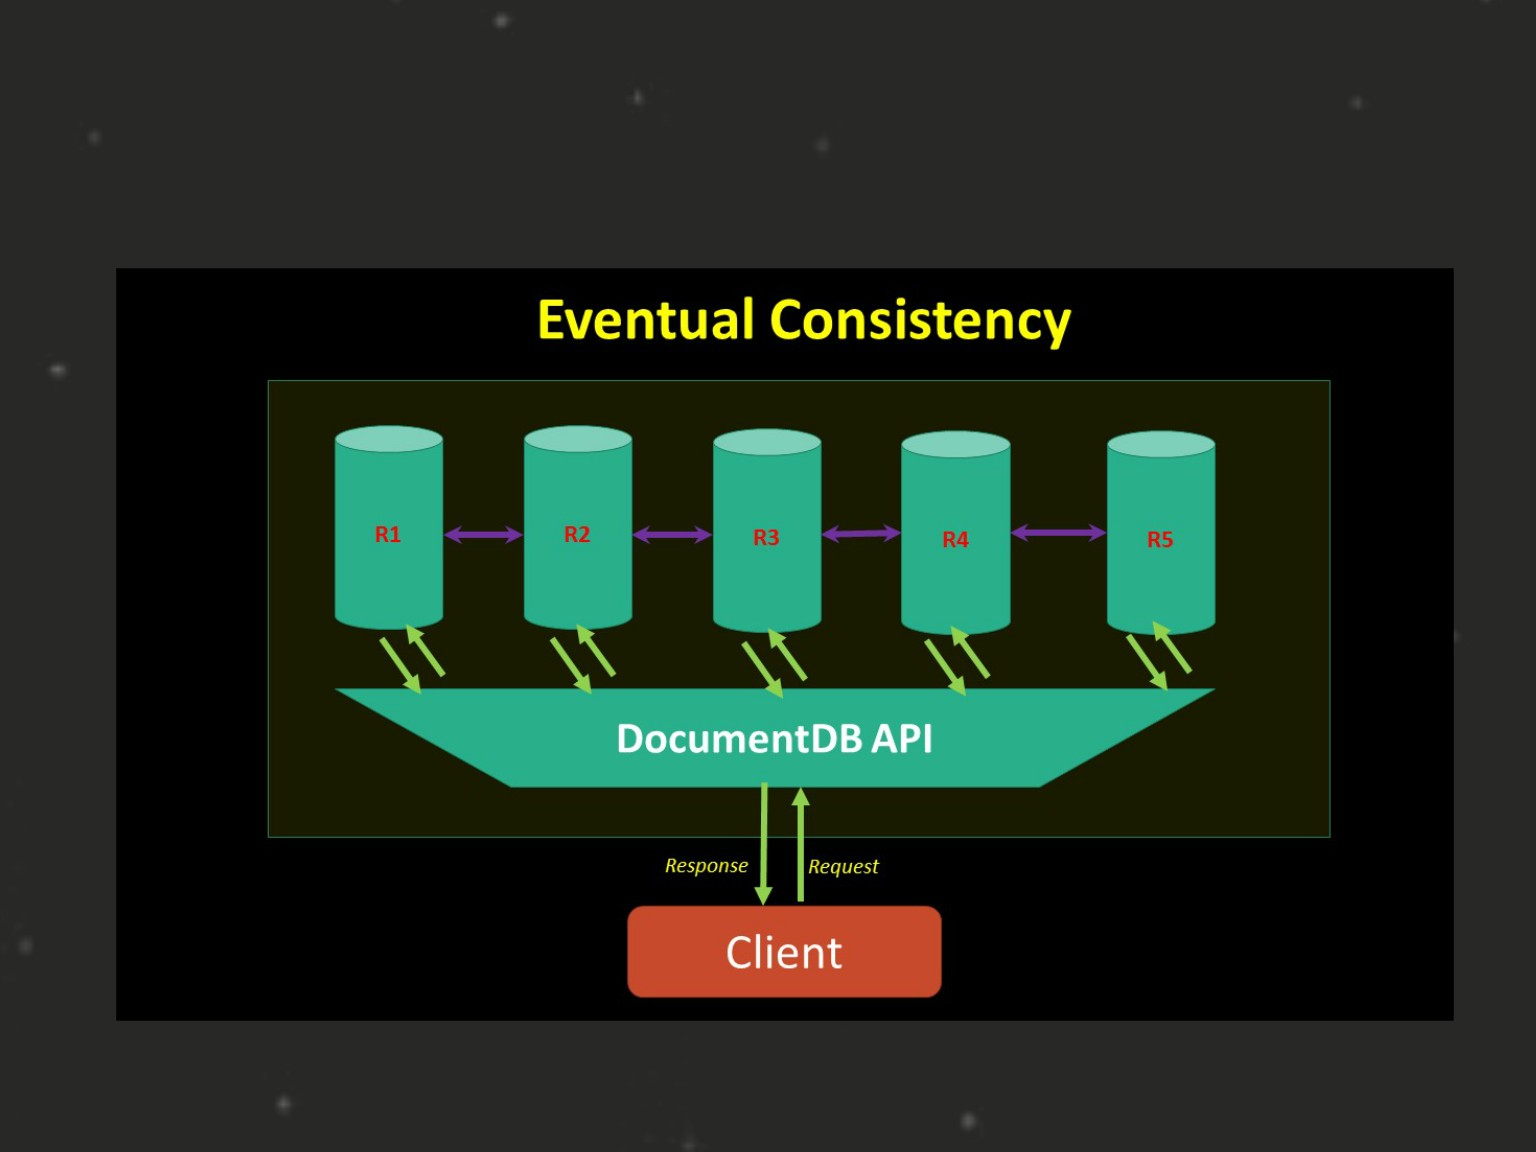 Eventual Consistency
R1
R2
R3
R4
R5
DocumentDB API
Response
Request
Client